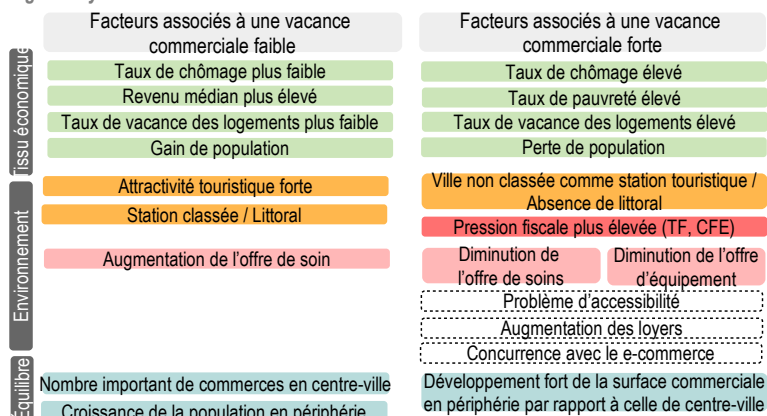 Facteurs associés à une vacance
commerciale faible
Facteurs associés à une vacance
commerciale forte
Tissu économique
Taux de chômage plus faible
Revenu médian plus élevé
Taux de vacance des logements plus faible
Gain de population
Taux de chômage élevé
Taux de pauvreté élevé
Taux de vacance des logements élevé
Perte de population
Environnement
Attractivité touristique forte
Station classée / Littoral
Augmentation de l’offre de soin
Ville non classée comme station touristique /
Absence de littoral
Pression fiscale plus élevée (TF, CFE)
Diminution de
l’offre de soins
Diminution de l’offre
d’équipement
Problème d’accessibilité
Augmentation des loyers
Concurrence avec le e-commerce
Équilibre
Nombre important de commerces en centre-ville
Croissance de la population en périphérie
Développement fort de la surface commerciale
en périphérie par rapport à celle de centre-ville